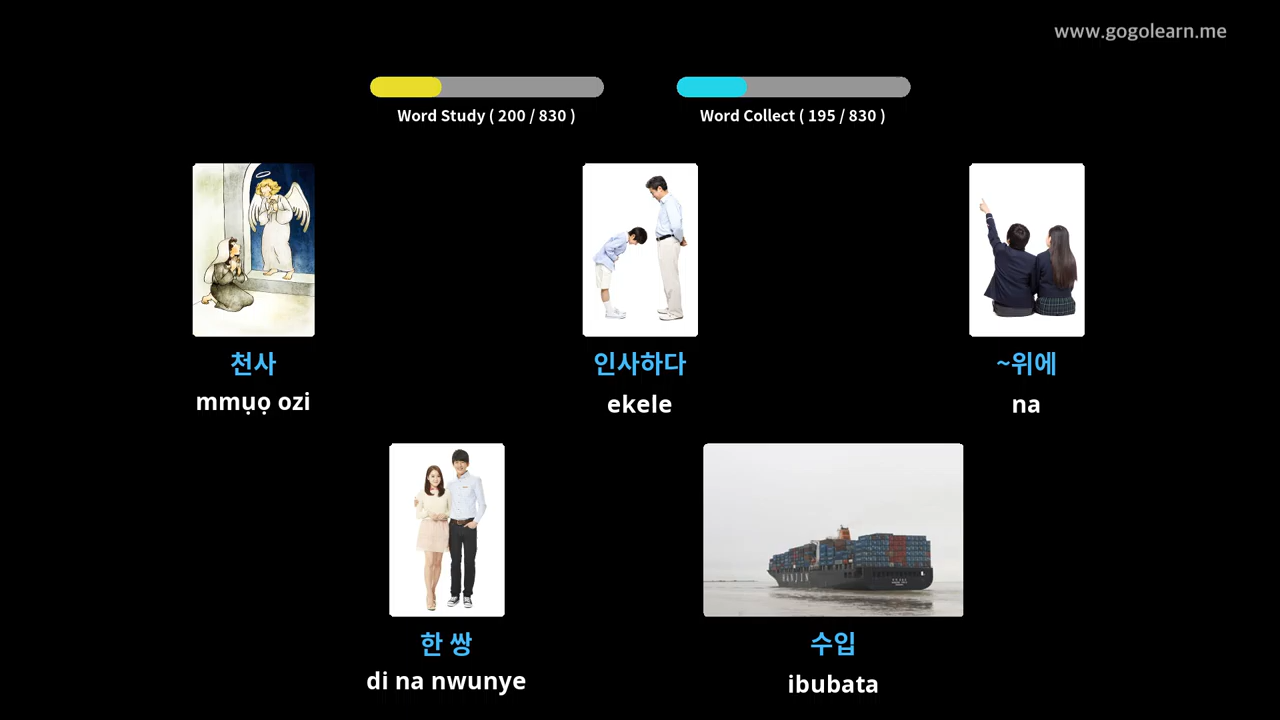 www.gogolearn.me
Word Study ( 200 / 830 )
Word Collect ( 195 / 830 )
천사
mmụọ ozi
인사하다
ekele
~위에
na
한 쌍
di na nwunye
수입
ibubata
HANJIN